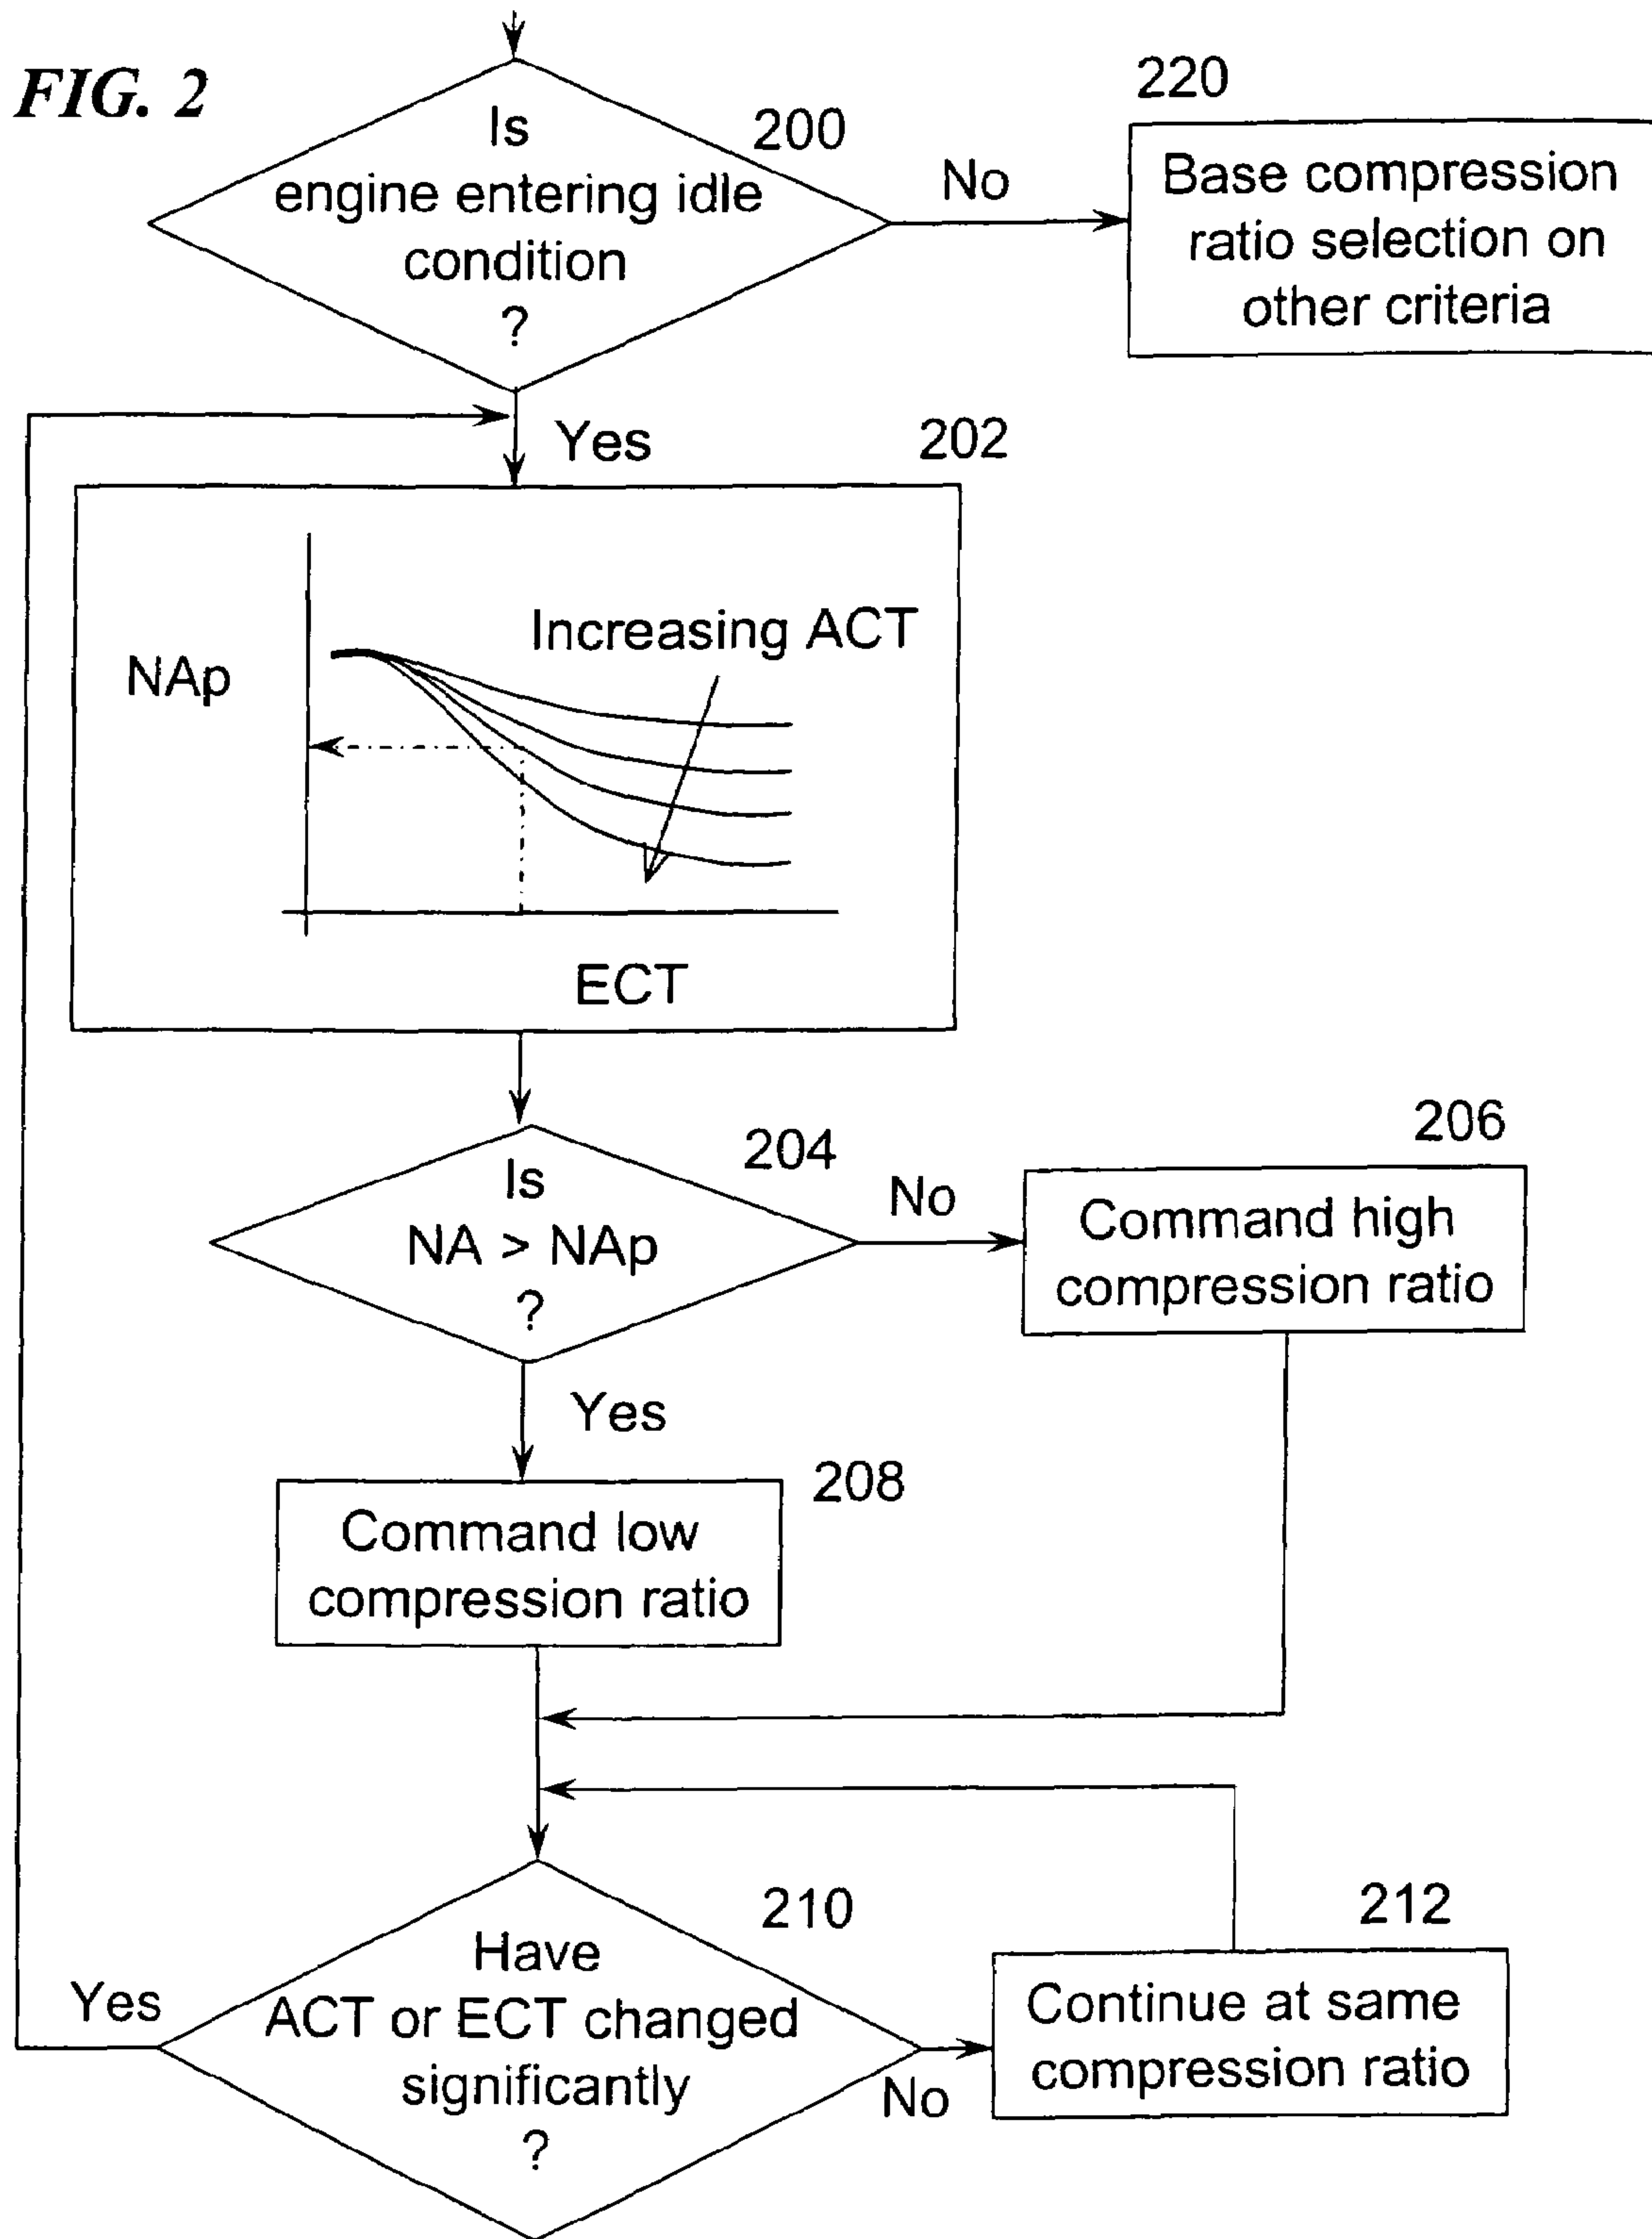 FIG. 2
Is
engine entering idle
condition
?
200
No
220
Base compression
ratio selection on
other criteria
Yes
202
NAp
Increasing ACT
ECT
Is
NA > NAp
?
204
No
206
Command high
compression ratio
Yes
208
Command low
compression ratio
210
Have
ACT or ECT changed
significantly
?
Yes
No
212
Continue at same
compression ratio